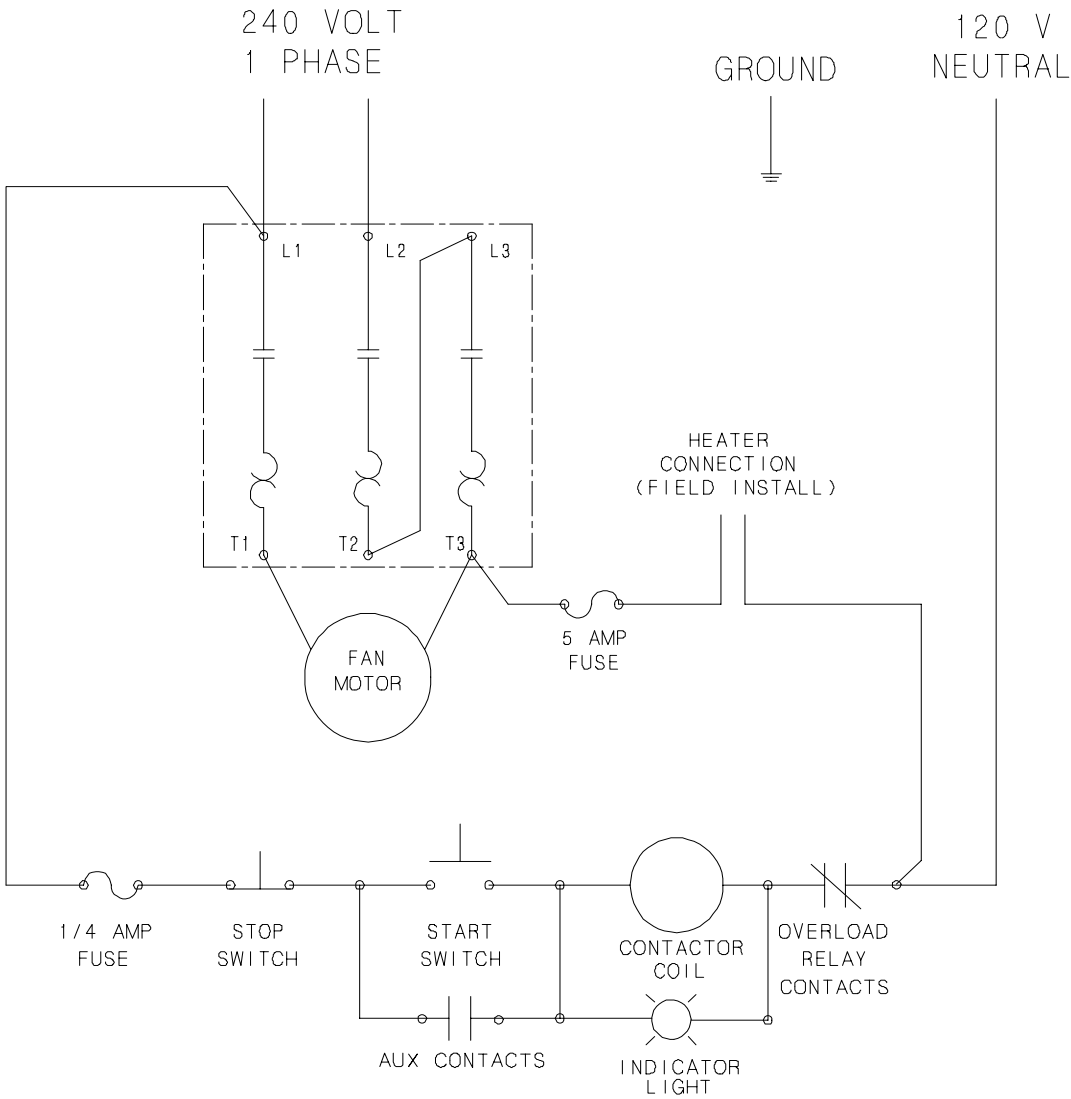 240 VOLT
1 PHASE
GROUND
120 V
NEUTRAL
L1
L2
L3
HEATER
CONNECTION
(FIELD INSTALL)
T1
T2
T3
5 AMP
FUSE
FAN
MOTOR
1/4 AMP
FUSE
STOP
SWITCH
START
SWITCH
CONTACTOR
COIL
OVERLOAD
RELAY
CONTACTS
AUX CONTACTS
INDICATOR
LIGHT